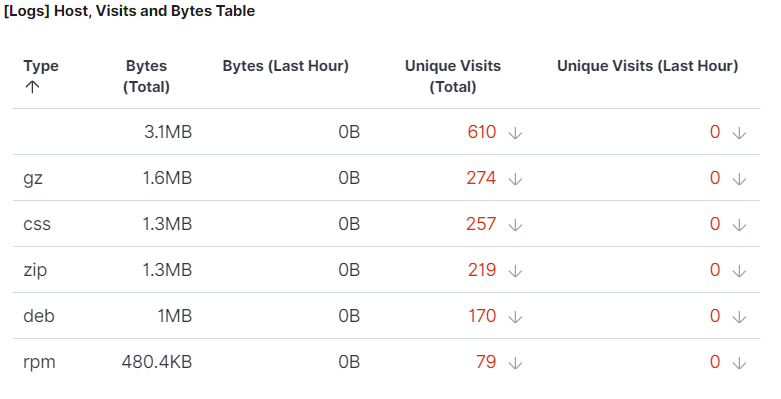 [Logs] Host, Visits and Bytes Table
Type ↑ Bytes (Total) Bytes (Last Hour) Unique Visits (Total) Unique Visits (Last Hour)
3.1MB 0B 610 ↓ 0 ↓
gz 1.6MB 0B 274 ↓ 0 ↓
css 1.3MB 0B 257 ↓ 0 ↓
zip 1.3MB 0B 219 ↓ 0 ↓
deb 1MB 0B 170 ↓ 0 ↓
rpm 480.4KB 0B 79 ↓ 0 ↓